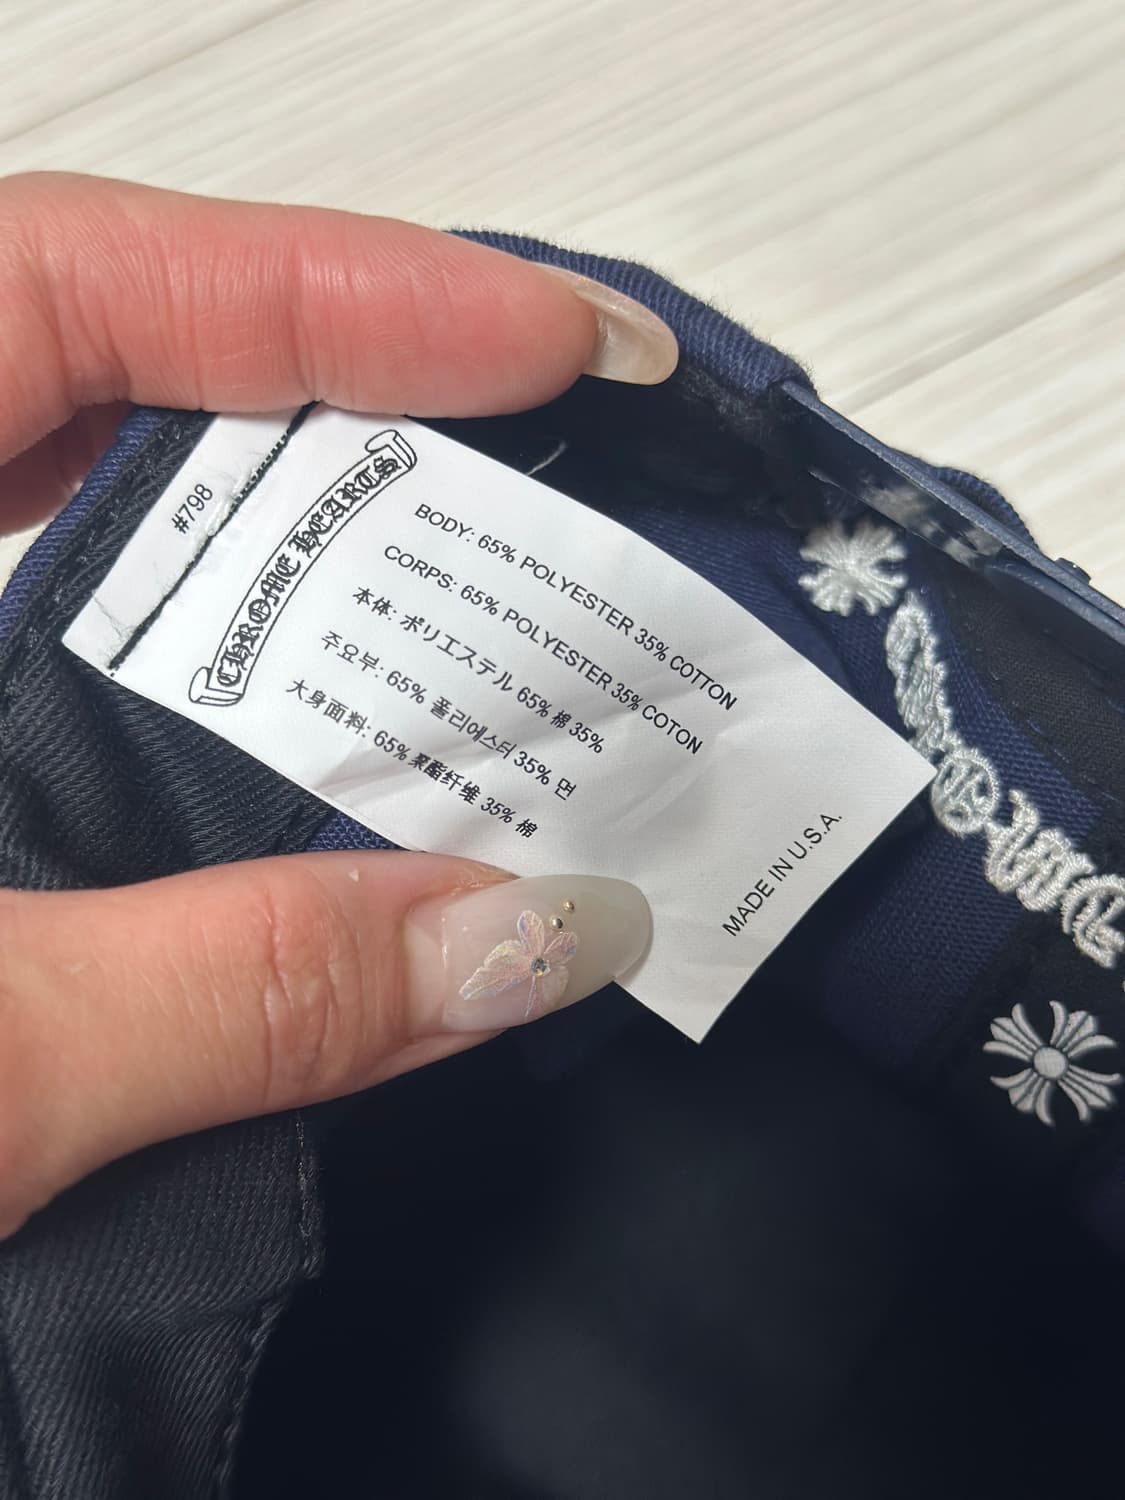 #798
CHROME HEARTS
BODY: 65% POLYESTER 35% COTTON
CORPS: 65% POLYESTER 35% COTON
本体: ポリエステル 65% 棉 35%
주요부: 65% 폴리에스터 35% 면
大身面料: 65% 聚酯纤维 35% 棉
MADE IN U.S.A.